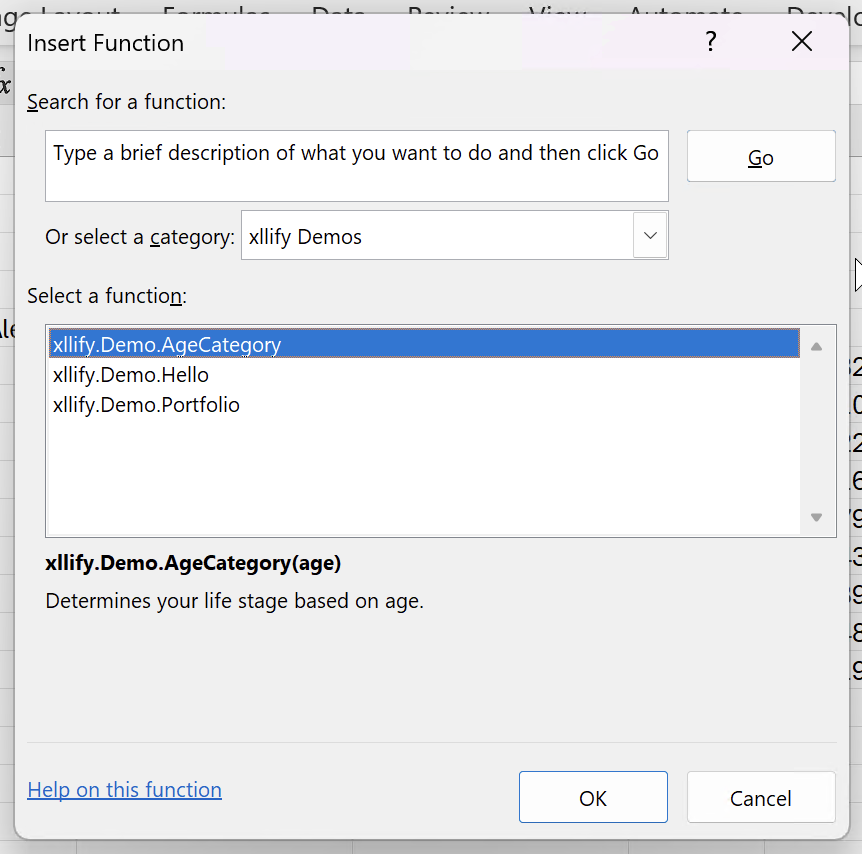 Insert Function
?
Search for a function:
Type a brief description of what you want to do and then click Go
Go
Or select a category:
xllify Demos
Select a function:
xllify.Demo.AgeCategory
xllify.Demo.Hello
xllify.Demo.Portfolio
xllify.Demo.AgeCategory(age)
Determines your life stage based on age.
Help on this function
OK
Cancel